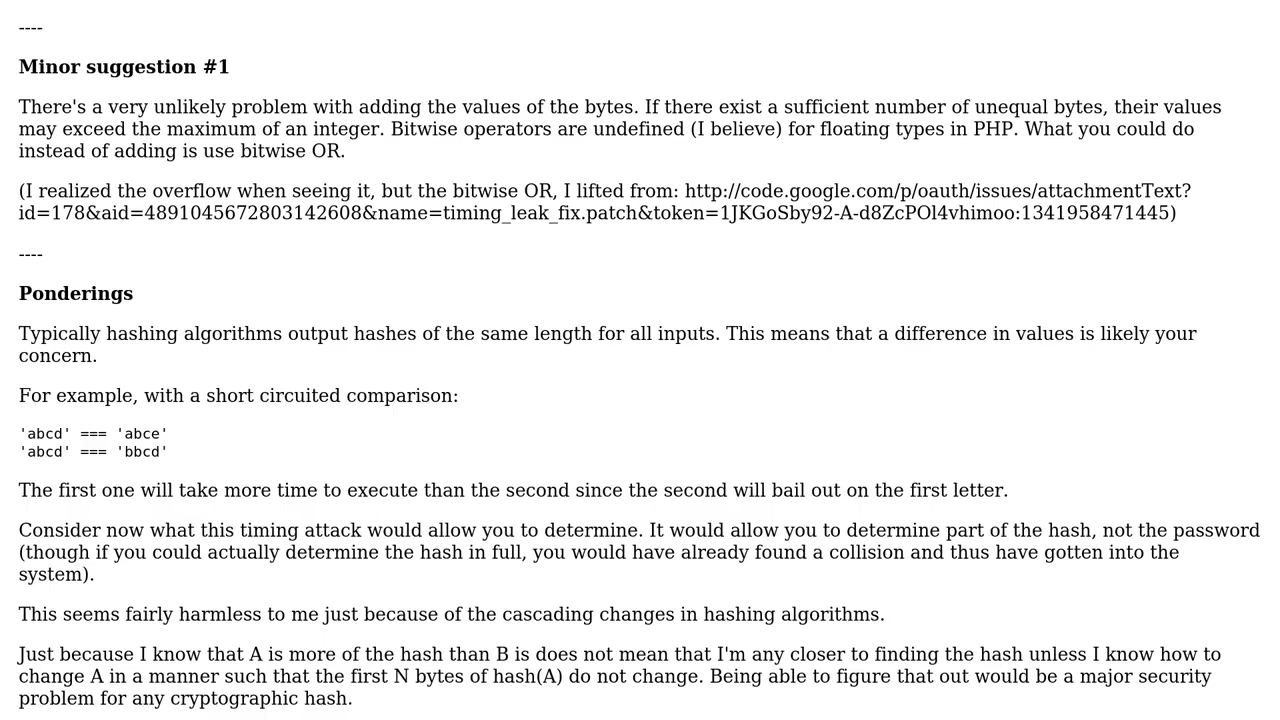 ----
Minor suggestion #1
There's a very unlikely problem with adding the values of the bytes. If there exist a sufficient number of unequal bytes, their values
may exceed the maximum of an integer. Bitwise operators are undefined (I believe) for floating types in PHP. What you could do
instead of adding is use bitwise OR.
(I realized the overflow when seeing it, but the bitwise OR, I lifted from: http://code.google.com/p/oauth/issues/attachmentText?
id=178&aid=4891045672803142608&name=timing_leak_fix.patch&token=1JKGoSby92-A-d8ZcPOl4vhimoo:1341958471445)
----
Ponderings
Typically hashing algorithms output hashes of the same length for all inputs. This means that a difference in values is likely your
concern.
For example, with a short circuited comparison:
'abcd' === 'abce'
'abcd' === 'bbcd'
The first one will take more time to execute than the second since the second will bail out on the first letter.
Consider now what this timing attack would allow you to determine. It would allow you to determine part of the hash, not the password
(though if you could actually determine the hash in full, you would have already found a collision and thus have gotten into the
system).
This seems fairly harmless to me just because of the cascading changes in hashing algorithms.
Just because I know that A is more of the hash than B is does not mean that I'm any closer to finding the hash unless I know how to
change A in a manner such that the first N bytes of hash(A) do not change. Being able to figure that out would be a major security
problem for any cryptographic hash.